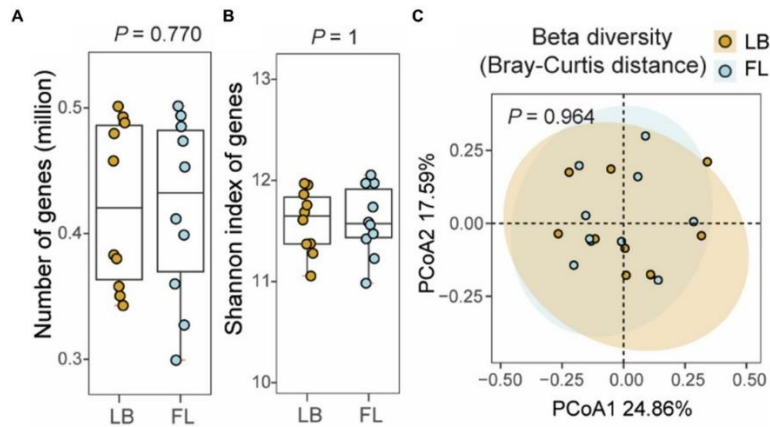 A
P = 0.770
Number of genes (million)
0.5
0.4
0.3
LB FL
B
P = 1
Shannon index of genes
13
12
11
10
LB FL
C
Beta diversity
(Bray-Curtis distance)
LB
FL
P = 0.964
PCoA2 17.59%
0.25
0.00
−0.25
−0.50 −0.25 0.00 0.25 0.50
PCoA1 24.86%